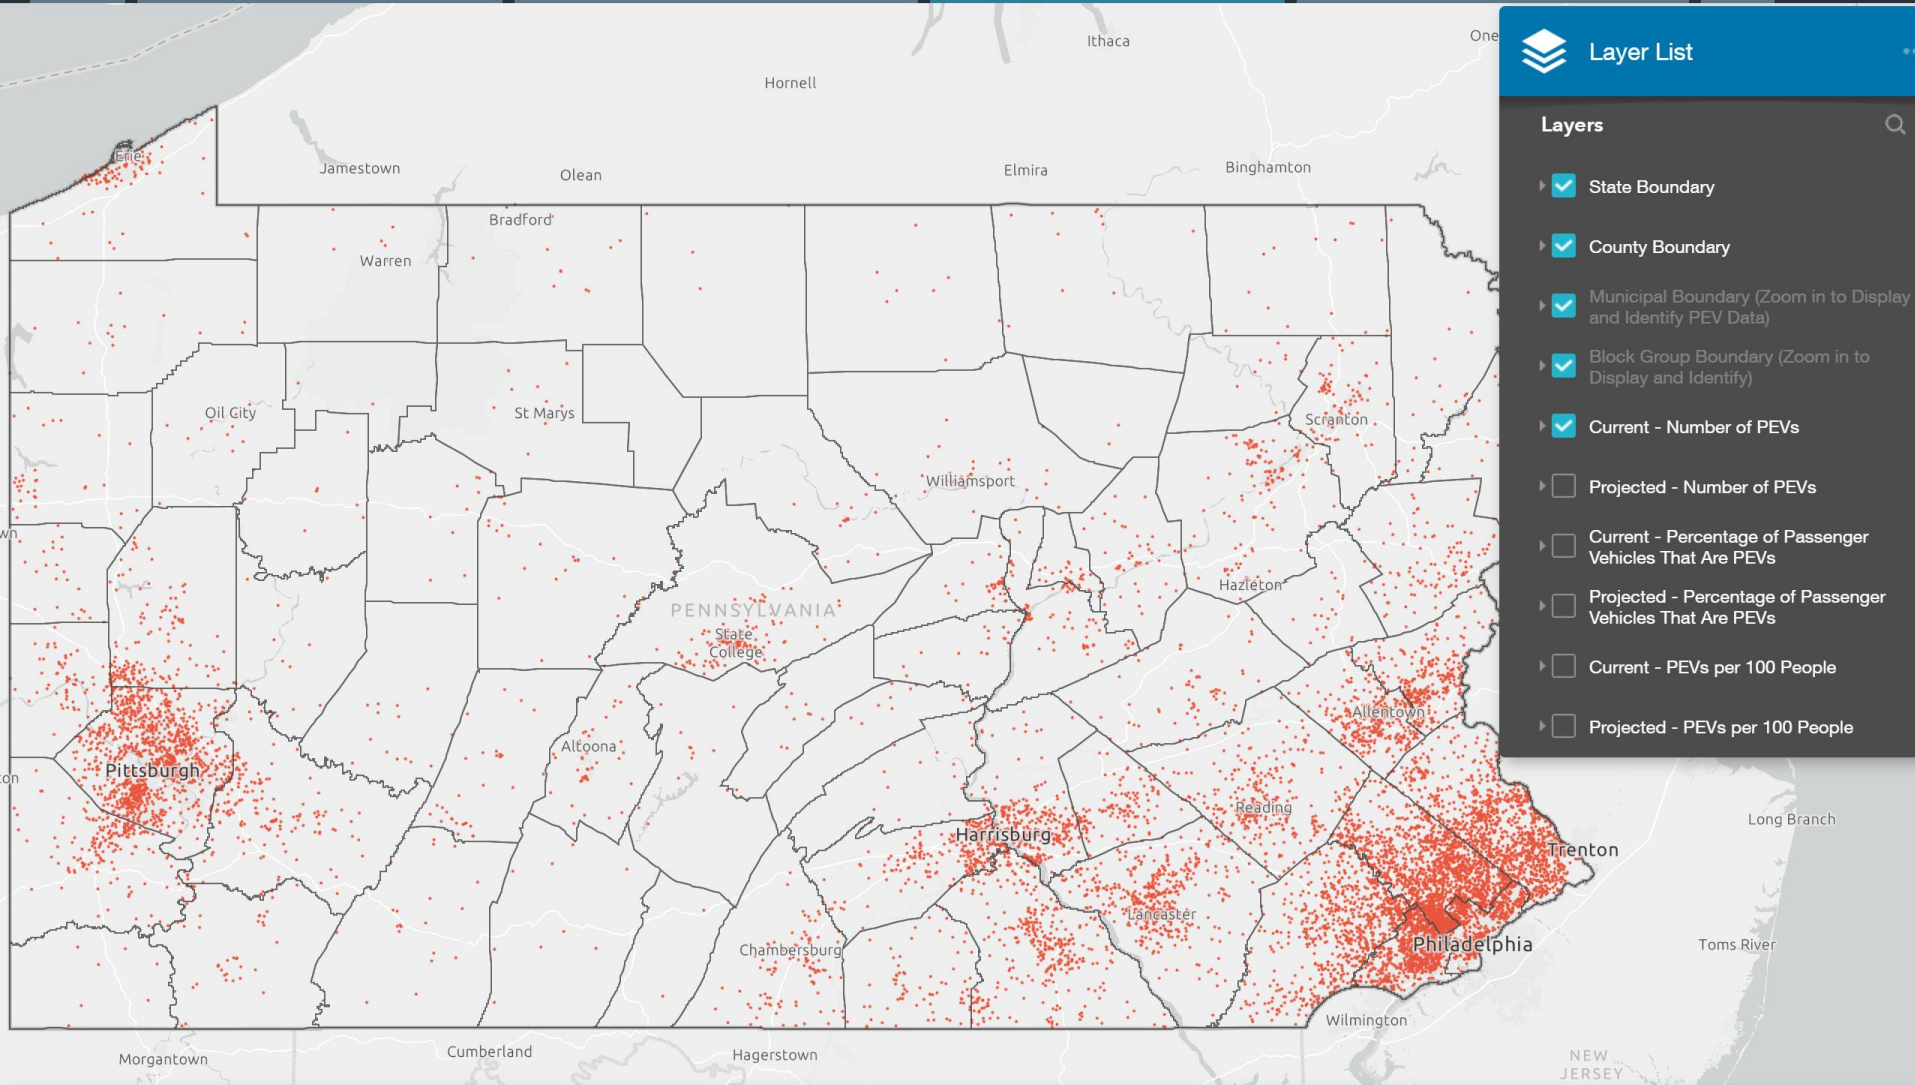 Ithaca
One
Hornell
Erie
Jamestown
Olean
Elmira
Binghamton
Bradford
Warren
Oil City
St Marys
Scranton
Williamsport
wn
Hazleton
PENNSYLVANIA
State
College
Allentown
Altoona
Pittsburgh
on
Reading
Harrisburg
Long Branch
Trenton
Lancaster
Chambersburg
Philadelphia
Toms River
Wilmington
Morgantown
Cumberland
Hagerstown
NEW
JERSEY
Layer List
Layers
State Boundary
County Boundary
Municipal Boundary (Zoom in to Display
and Identify PEV Data)
Block Group Boundary (Zoom in to
Display and Identify)
Current - Number of PEVs
Projected - Number of PEVs
Current - Percentage of Passenger
Vehicles That Are PEVs
Projected - Percentage of Passenger
Vehicles That Are PEVs
Current - PEVs per 100 People
Projected - PEVs per 100 People